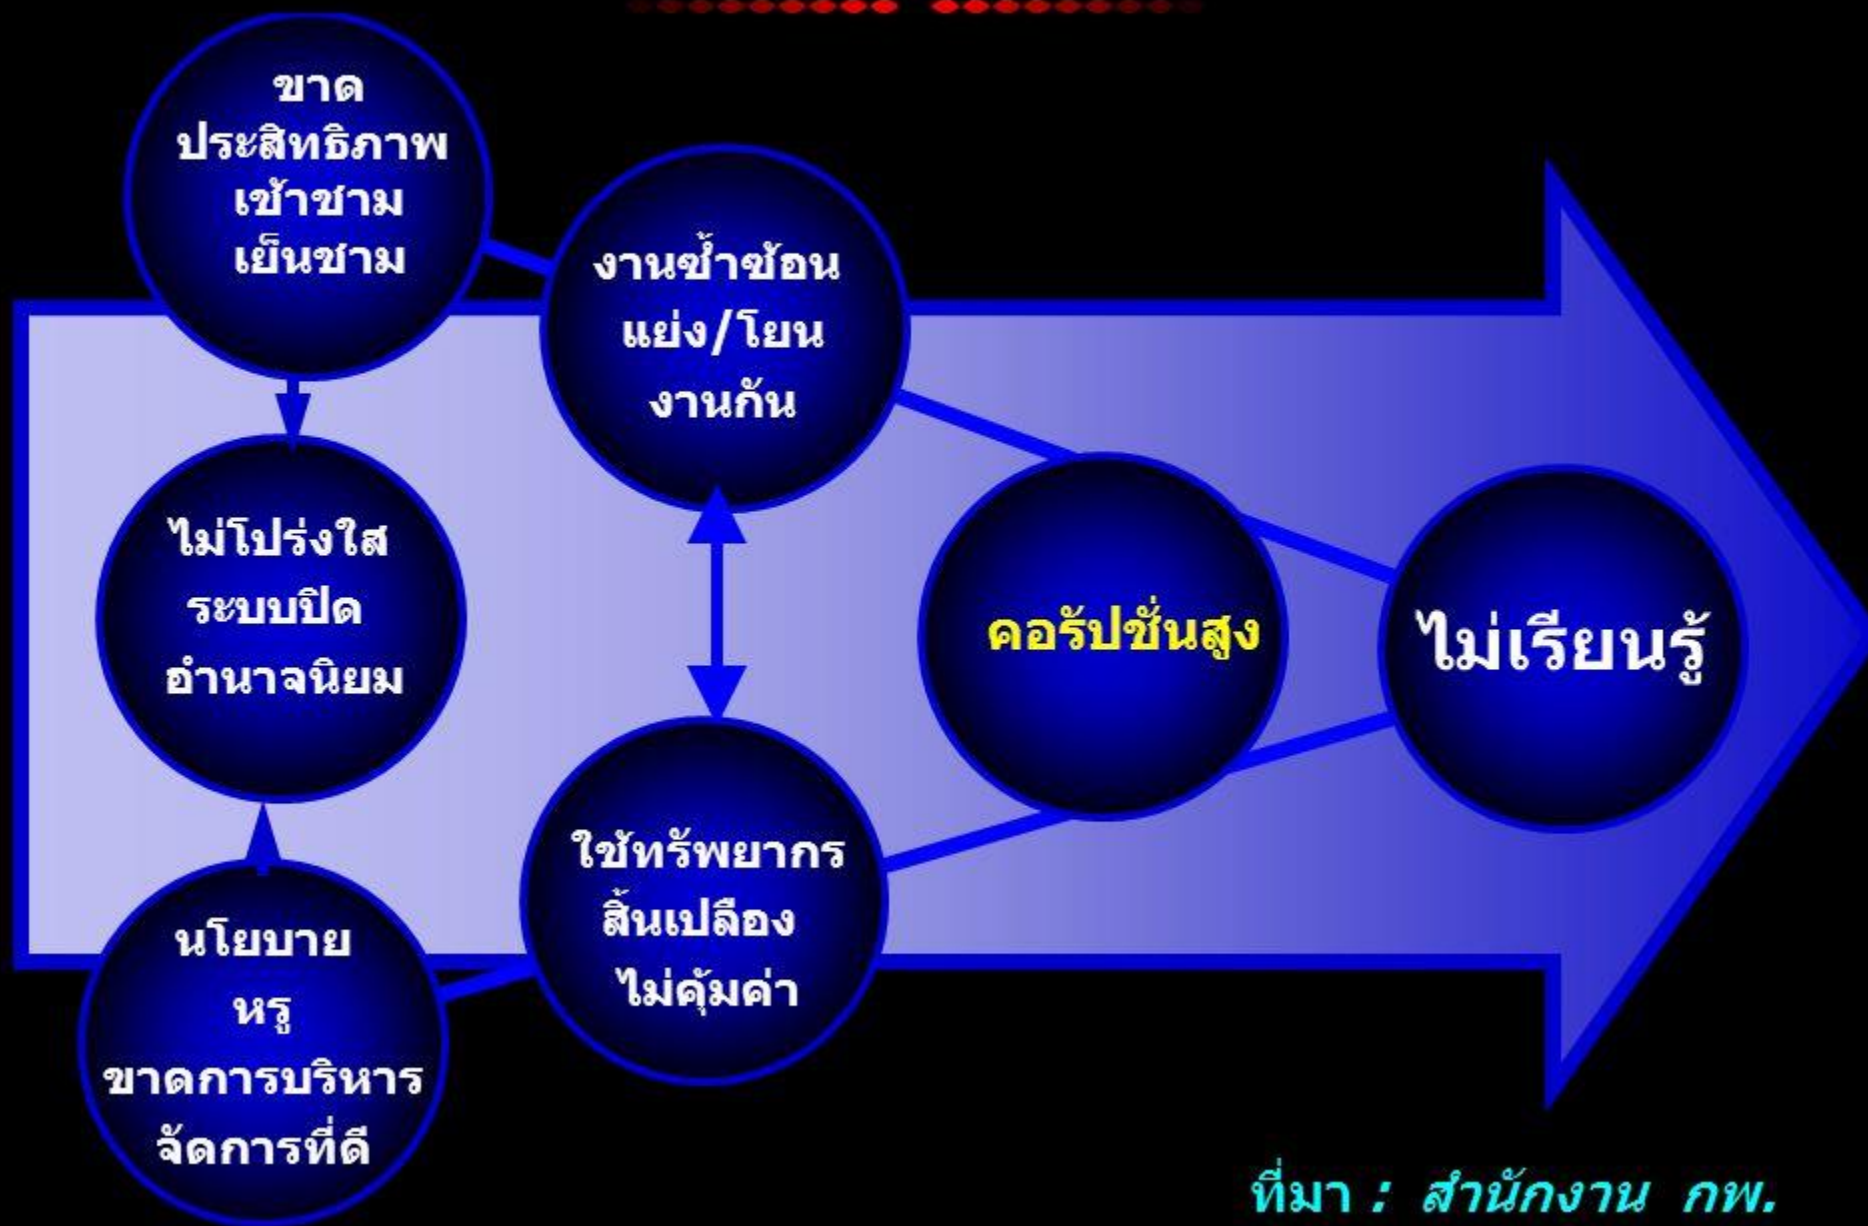 ขาด
ประสิทธิภาพ
เช้าชาม
เย็นชาม
งานซ้ำซ้อน
แย่ง/โยน
งานกัน
ไม่โปร่งใส
ระบบปิด
อำนาจนิยม
คอรัปชั่นสูง
ไม่เรียนรู้
ใช้ทรัพยากร
สิ้นเปลือง
ไม่คุ้มค่า
นโยบาย
หรู
ขาดการบริหาร
จัดการที่ดี
ที่มา : สำนักงาน กพ.